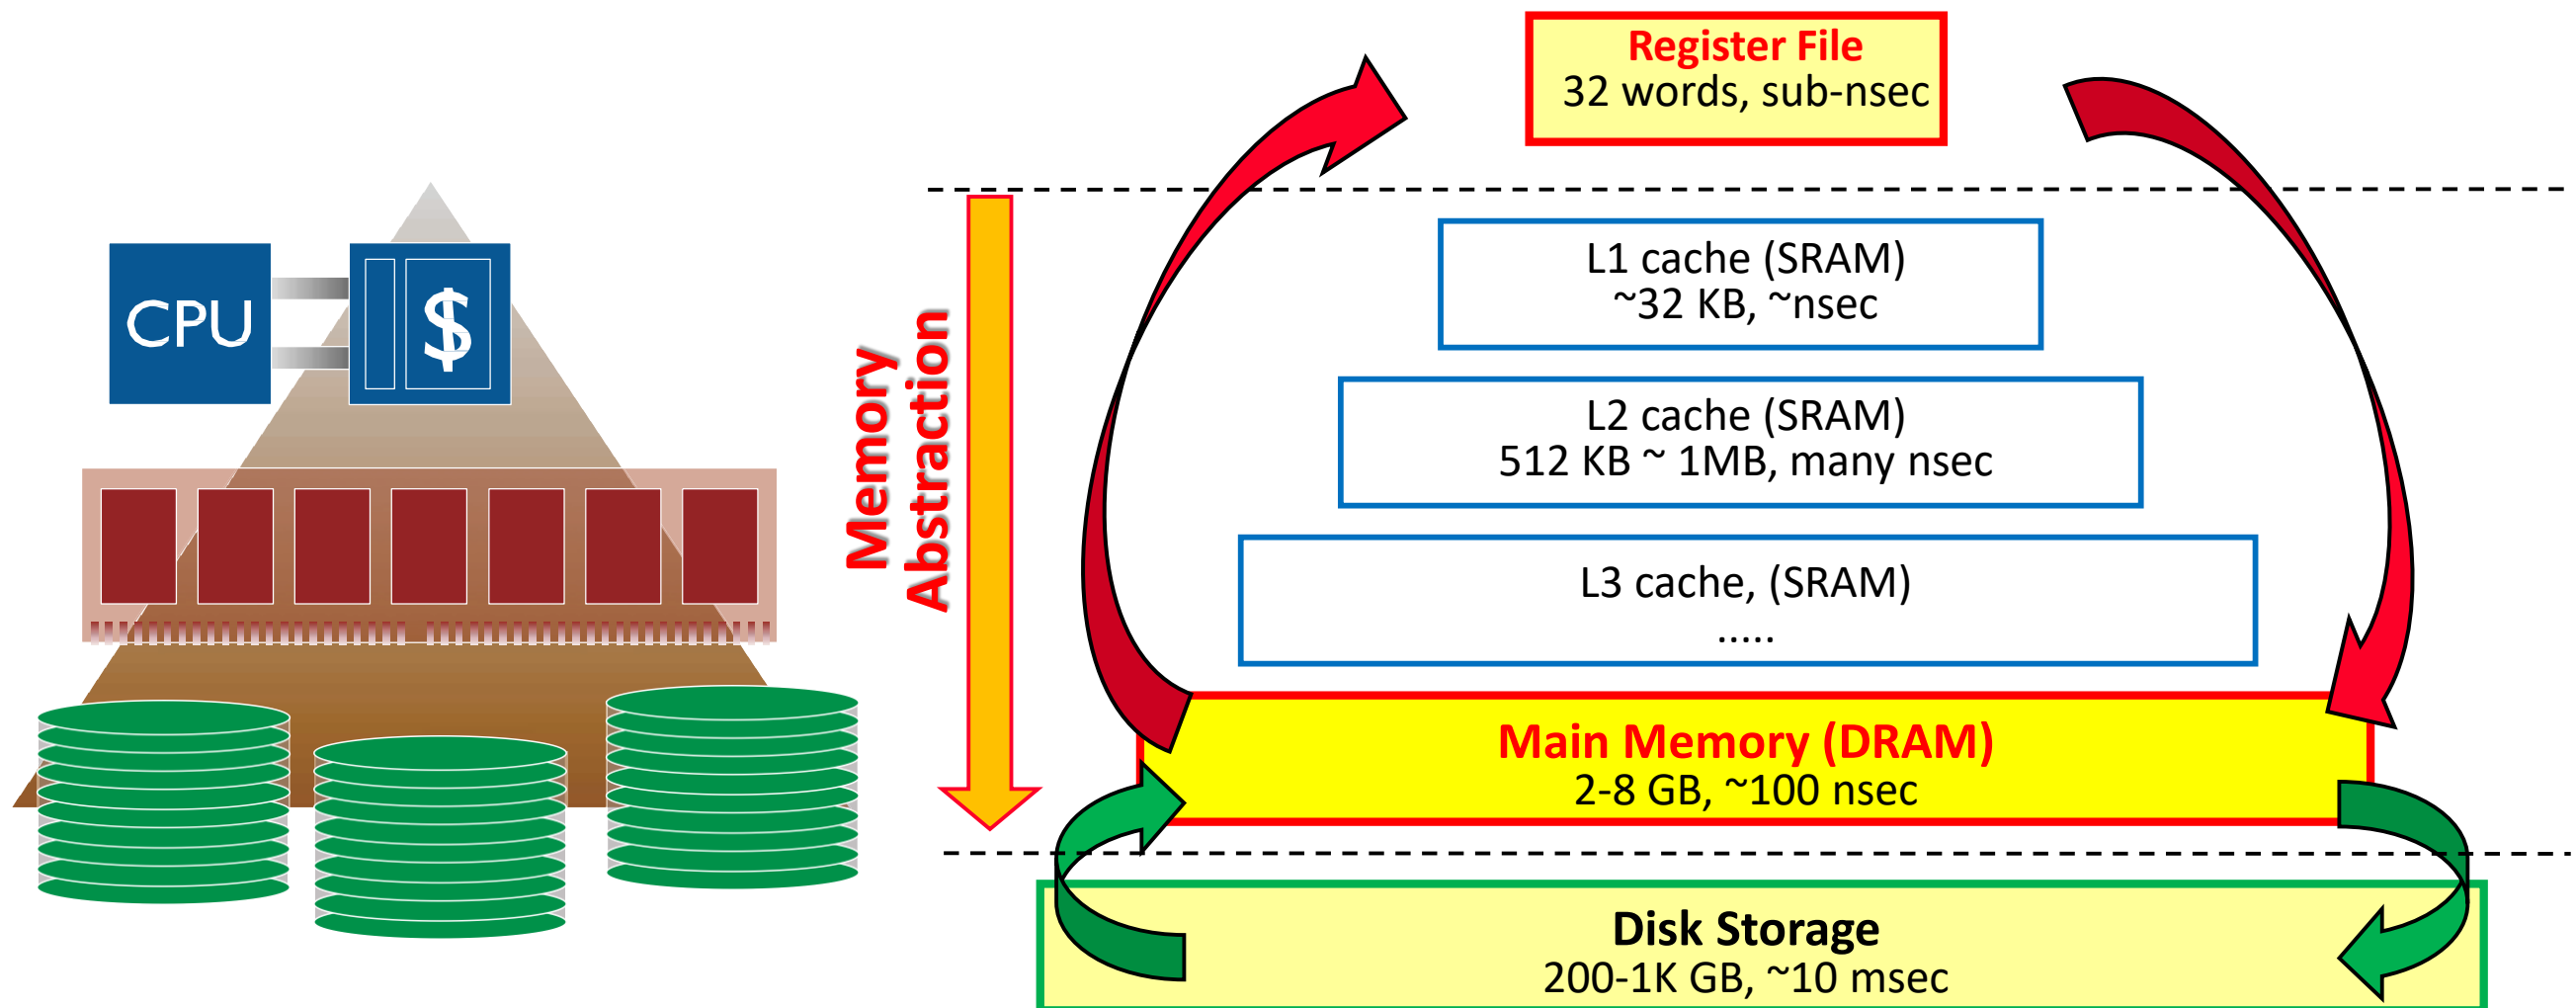 Register File
32 words, sub-nsec
CPU
$
Memory
Abstraction
L1 cache (SRAM)
~32 KB, ~nsec
L2 cache (SRAM)
512 KB ~ 1MB, many nsec
L3 cache, (SRAM)
.....
Main Memory (DRAM)
2-8 GB, ~100 nsec
Disk Storage
200-1K GB, ~10 msec